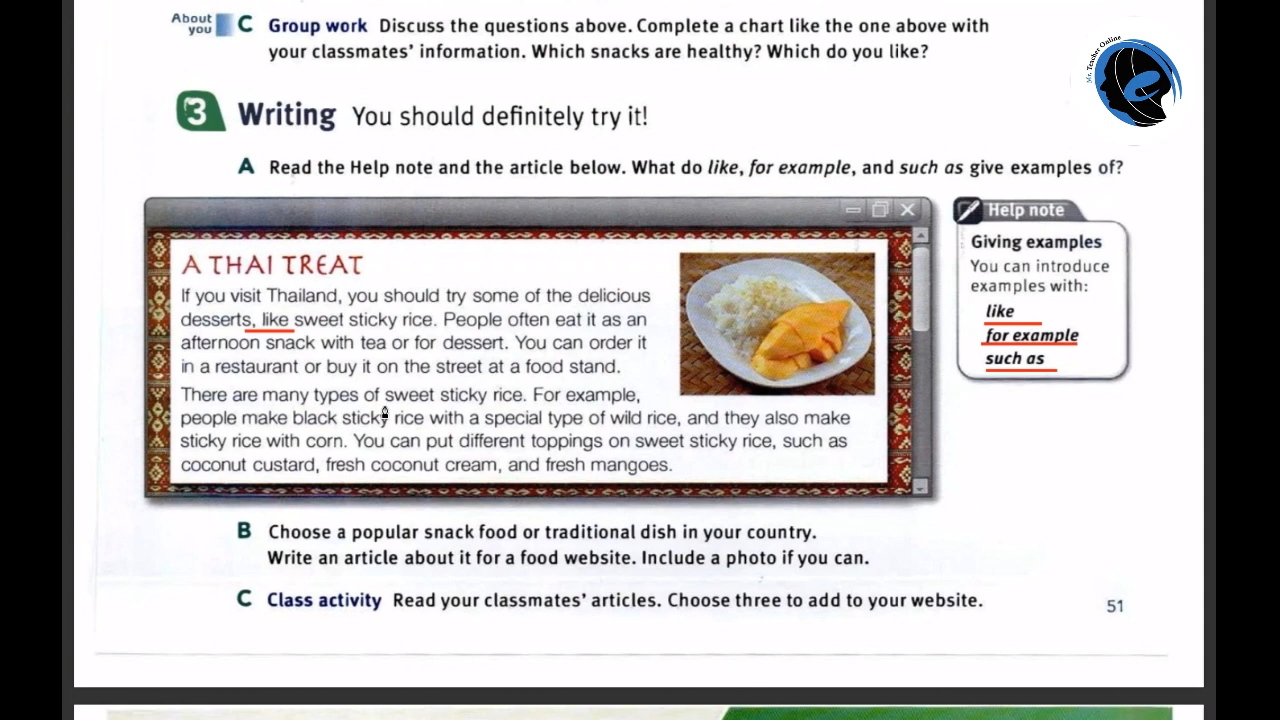 About you C Group work Discuss the questions above. Complete a chart like the one above with
your classmates' information. Which snacks are healthy? Which do you like?
Mr. Teacher Online
3 Writing You should definitely try it!
A Read the Help note and the article below. What do like, for example, and such as give examples of?
A THAI TREAT
If you visit Thailand, you should try some of the delicious
desserts, like sweet sticky rice. People often eat it as an
afternoon snack with tea or for dessert. You can order it
in a restaurant or buy it on the street at a food stand.
There are many types of sweet sticky rice. For example,
people make black sticky rice with a special type of wild rice, and they also make
sticky rice with corn. You can put different toppings on sweet sticky rice, such as
coconut custard, fresh coconut cream, and fresh mangoes.
Help note
Giving examples
You can introduce
examples with:
like
for example
such as
B Choose a popular snack food or traditional dish in your country.
Write an article about it for a food website. Include a photo if you can.
C Class activity Read your classmates' articles. Choose three to add to your website.
51